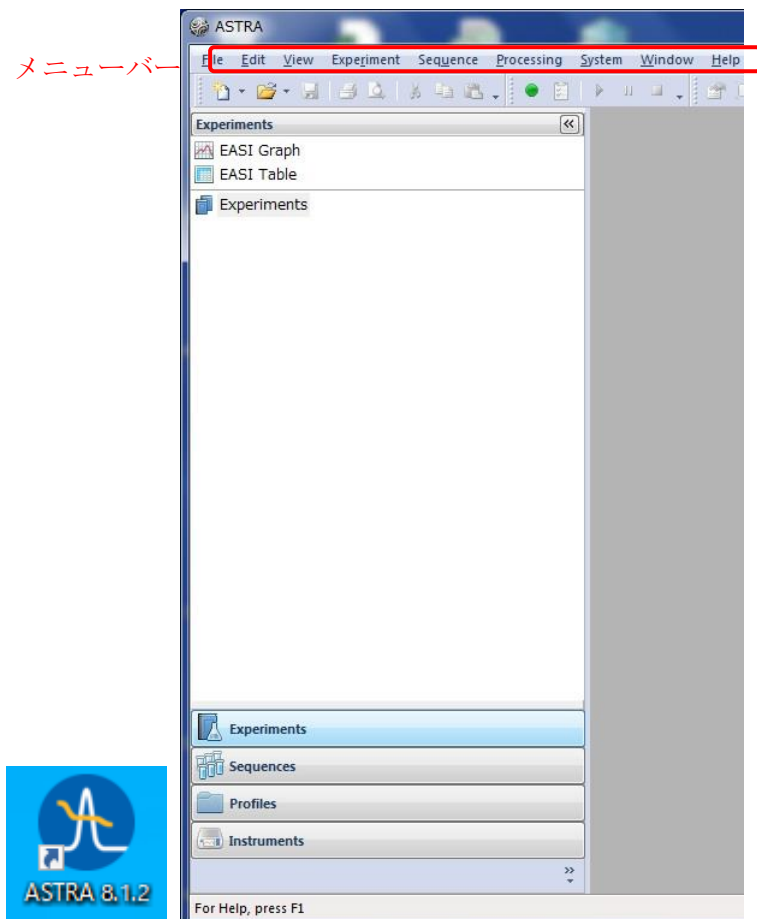 ASTRA
メニューバー
File Edit View Experiment Sequence Processing System Window Help
Experiments
EASI Graph
EASI Table
Experiments
Experiments
Sequences
Profiles
Instruments
ASTRA 8.1.2
For Help, press F1